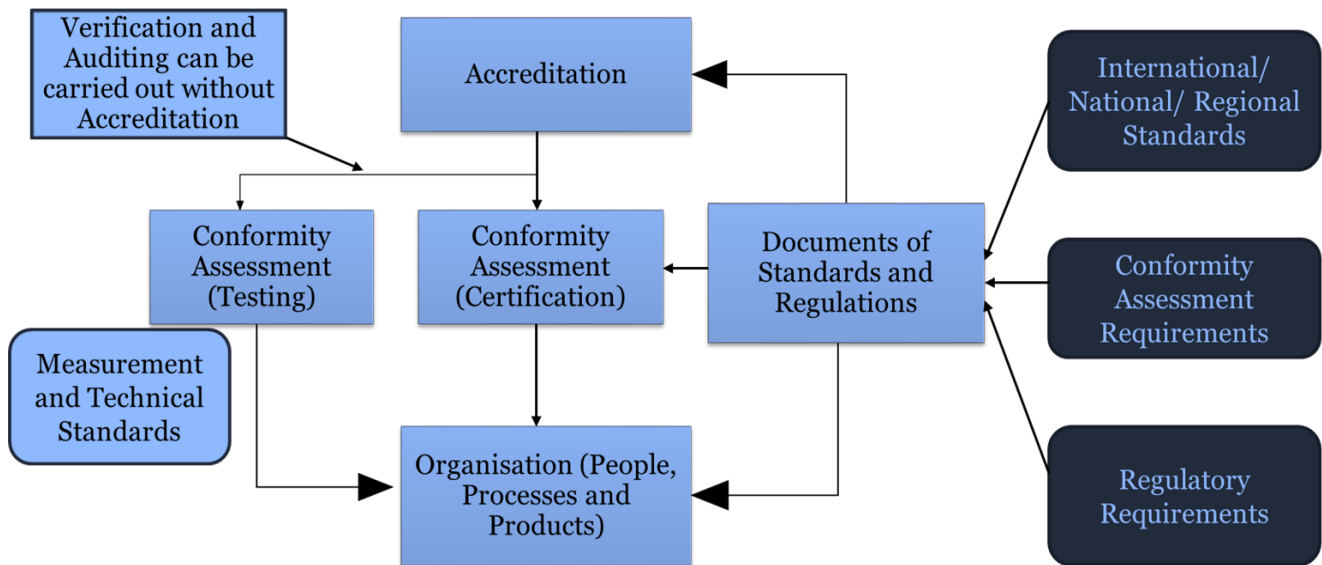 Verification and
Auditing can be
carried out without
Accreditation
Accreditation
International/
National/ Regional
Standards
Conformity
Assessment
(Testing)
Conformity
Assessment
(Certification)
Documents of
Standards and
Regulations
Conformity
Assessment
Requirements
Measurement
and Technical
Standards
Organisation (People,
Processes and
Products)
Regulatory
Requirements